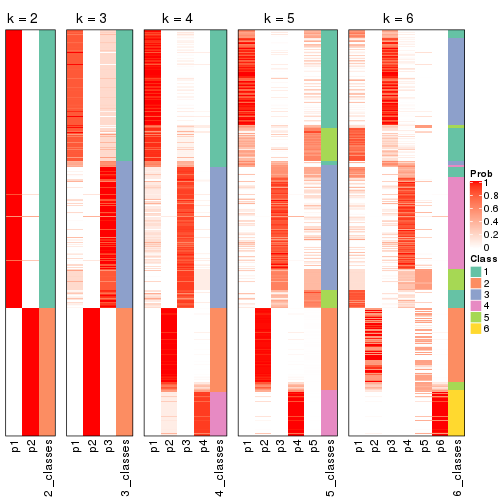 k = 2
k = 3
k = 4
k = 5
k = 6
p1
p2
2_classes
p1
p2
p3
3_classes
p1
p2
p3
p4
4_classes
p1
p2
p3
p4
p5
5_classes
p1
p2
p3
p4
p5
p6
6_classes
Prob
1
0.8
0.6
0.4
0.2
0
Class
1
2
3
4
5
6